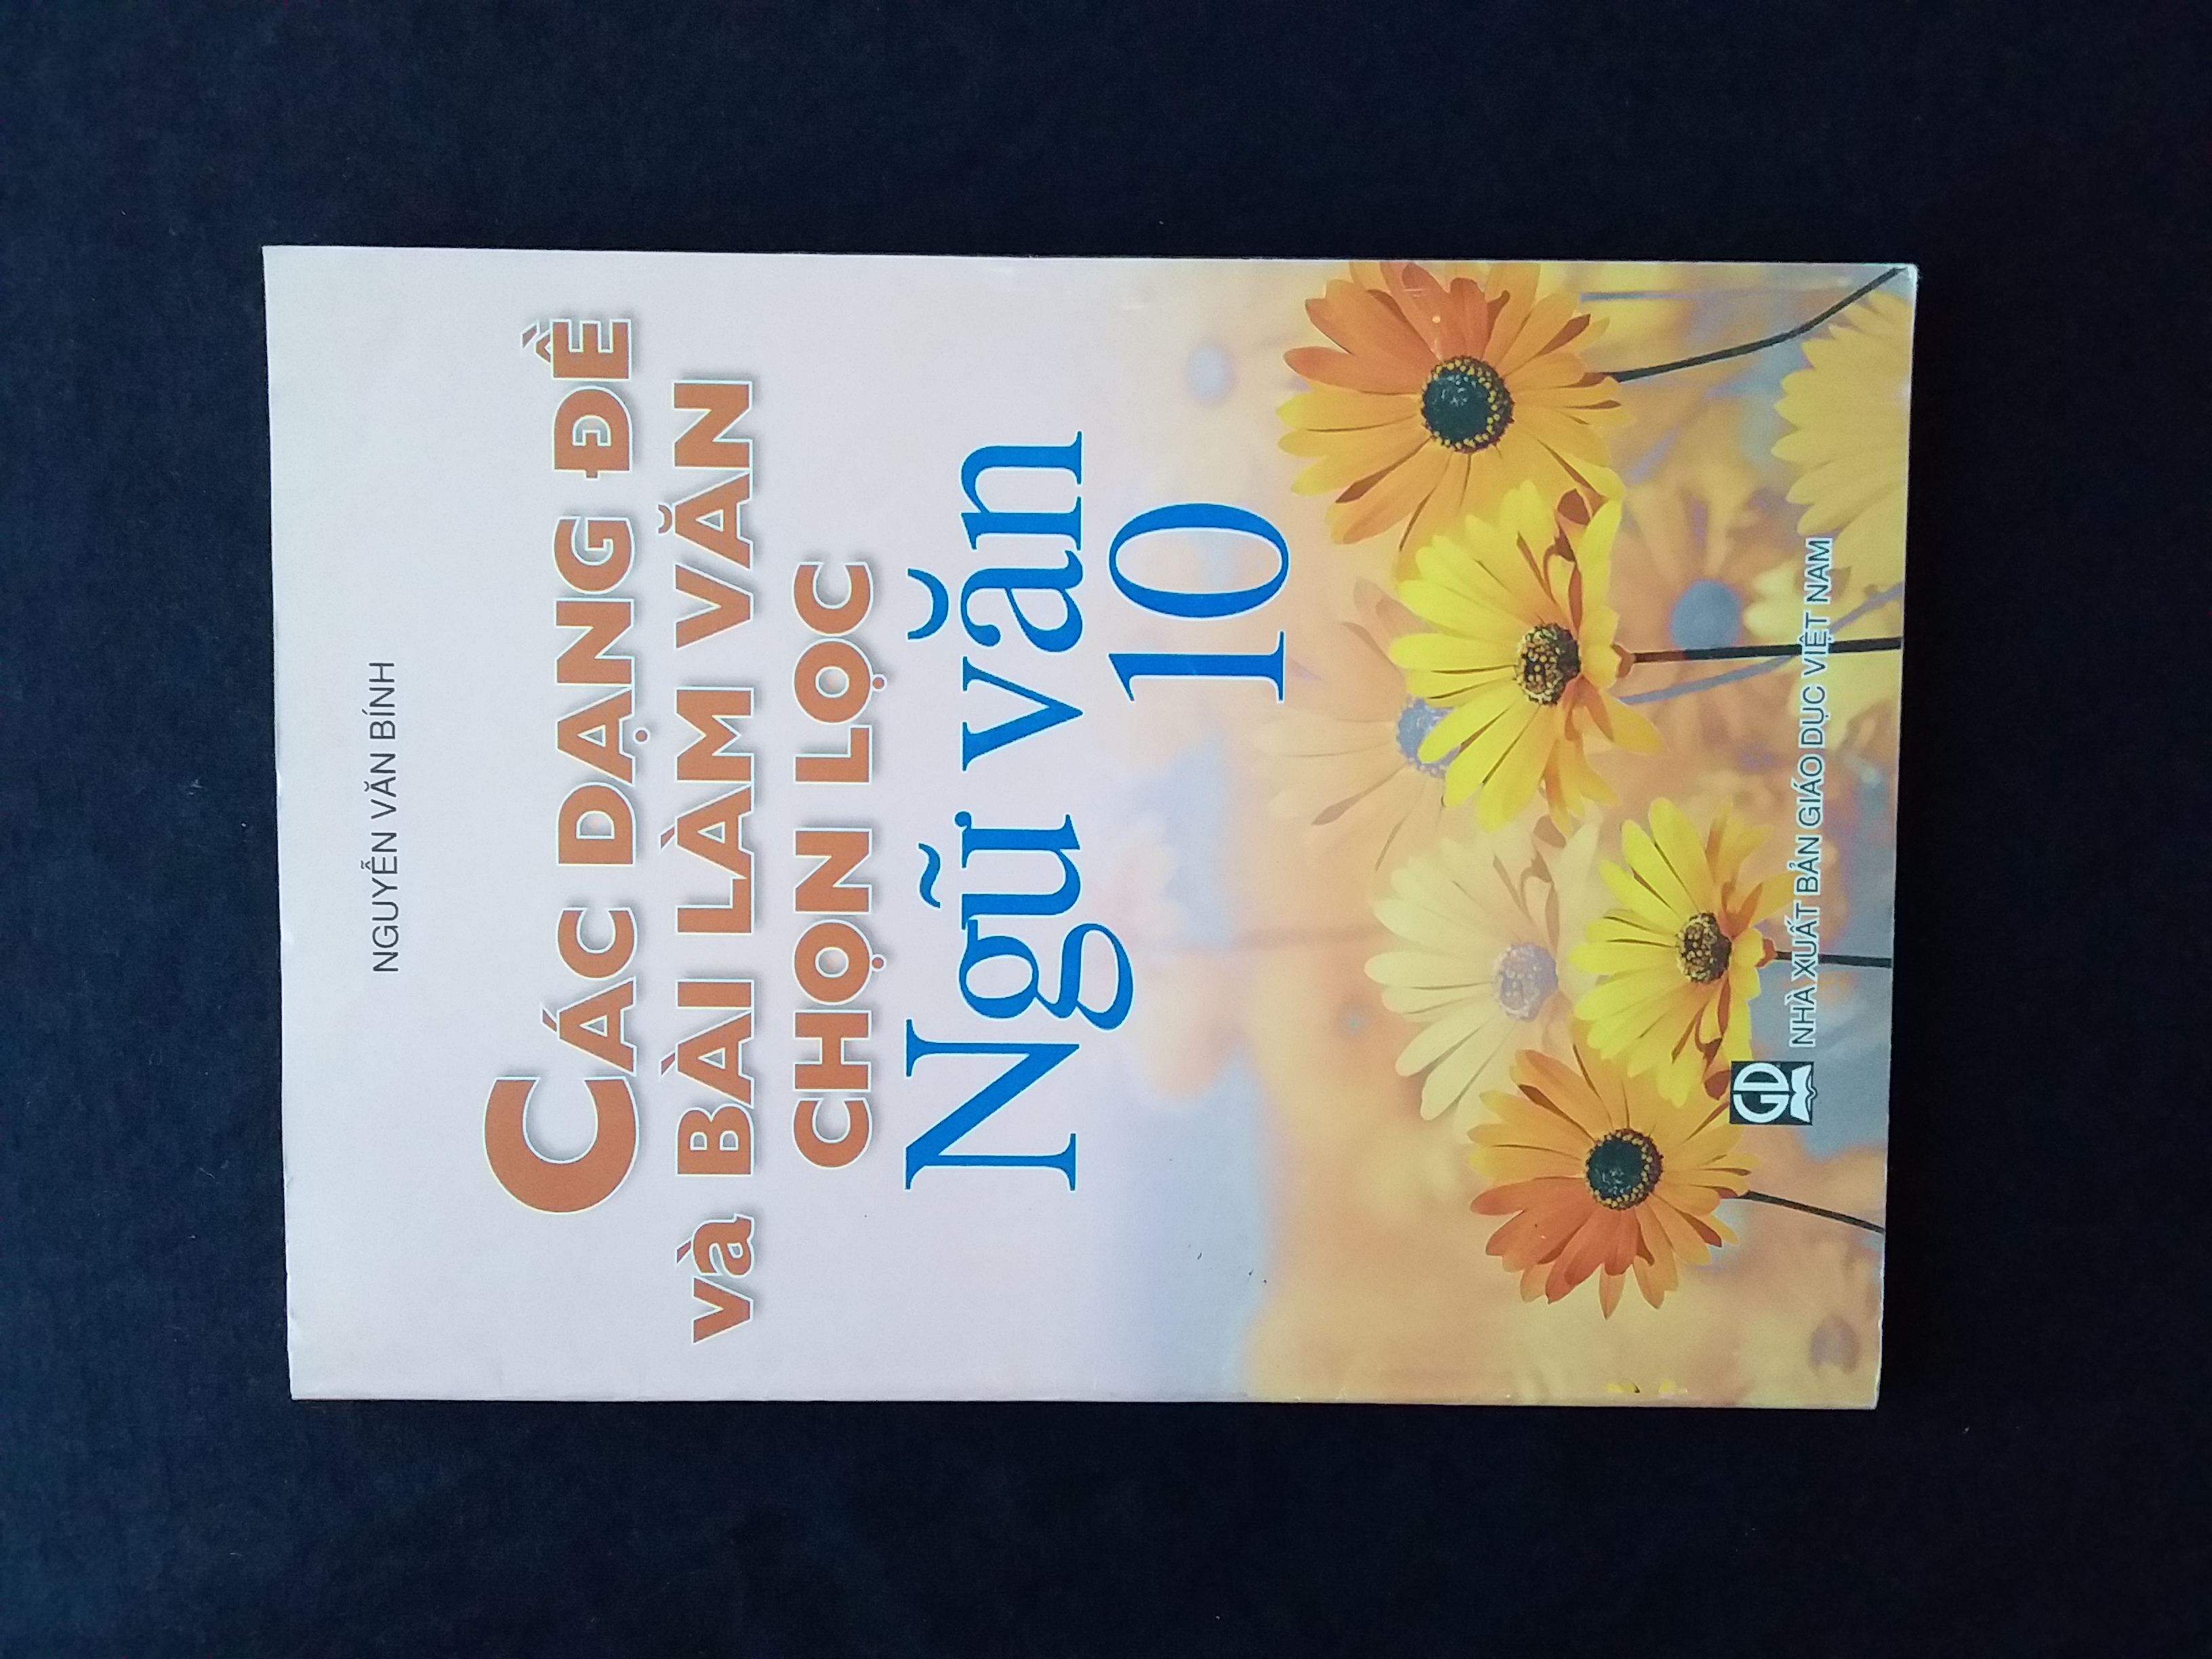 NGUYỄN VĂN BÍNH
CÁC DẠNG ĐỀ
và BÀI LÀM VĂN
CHỌN LỌC
Ngữ văn
10
GD
NHÀ XUẤT BẢN GIÁO DỤC VIỆT NAM